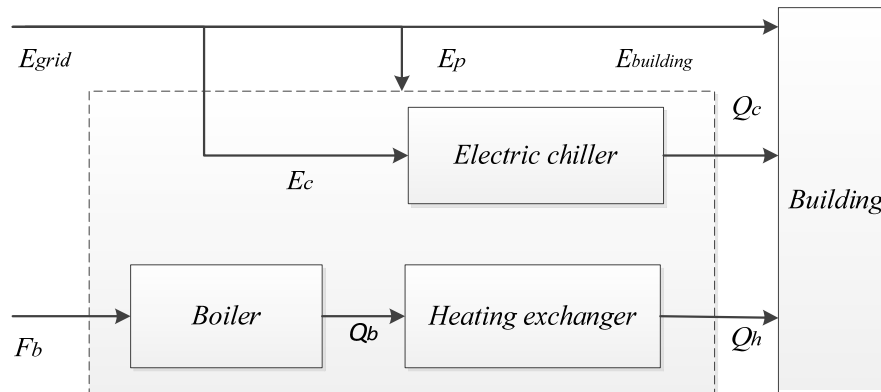 Egrid
Ep
Ebuilding
Qc
Electric chiller
Ec
Building
Boiler
Heating exchanger
Fb
Qb
Qh